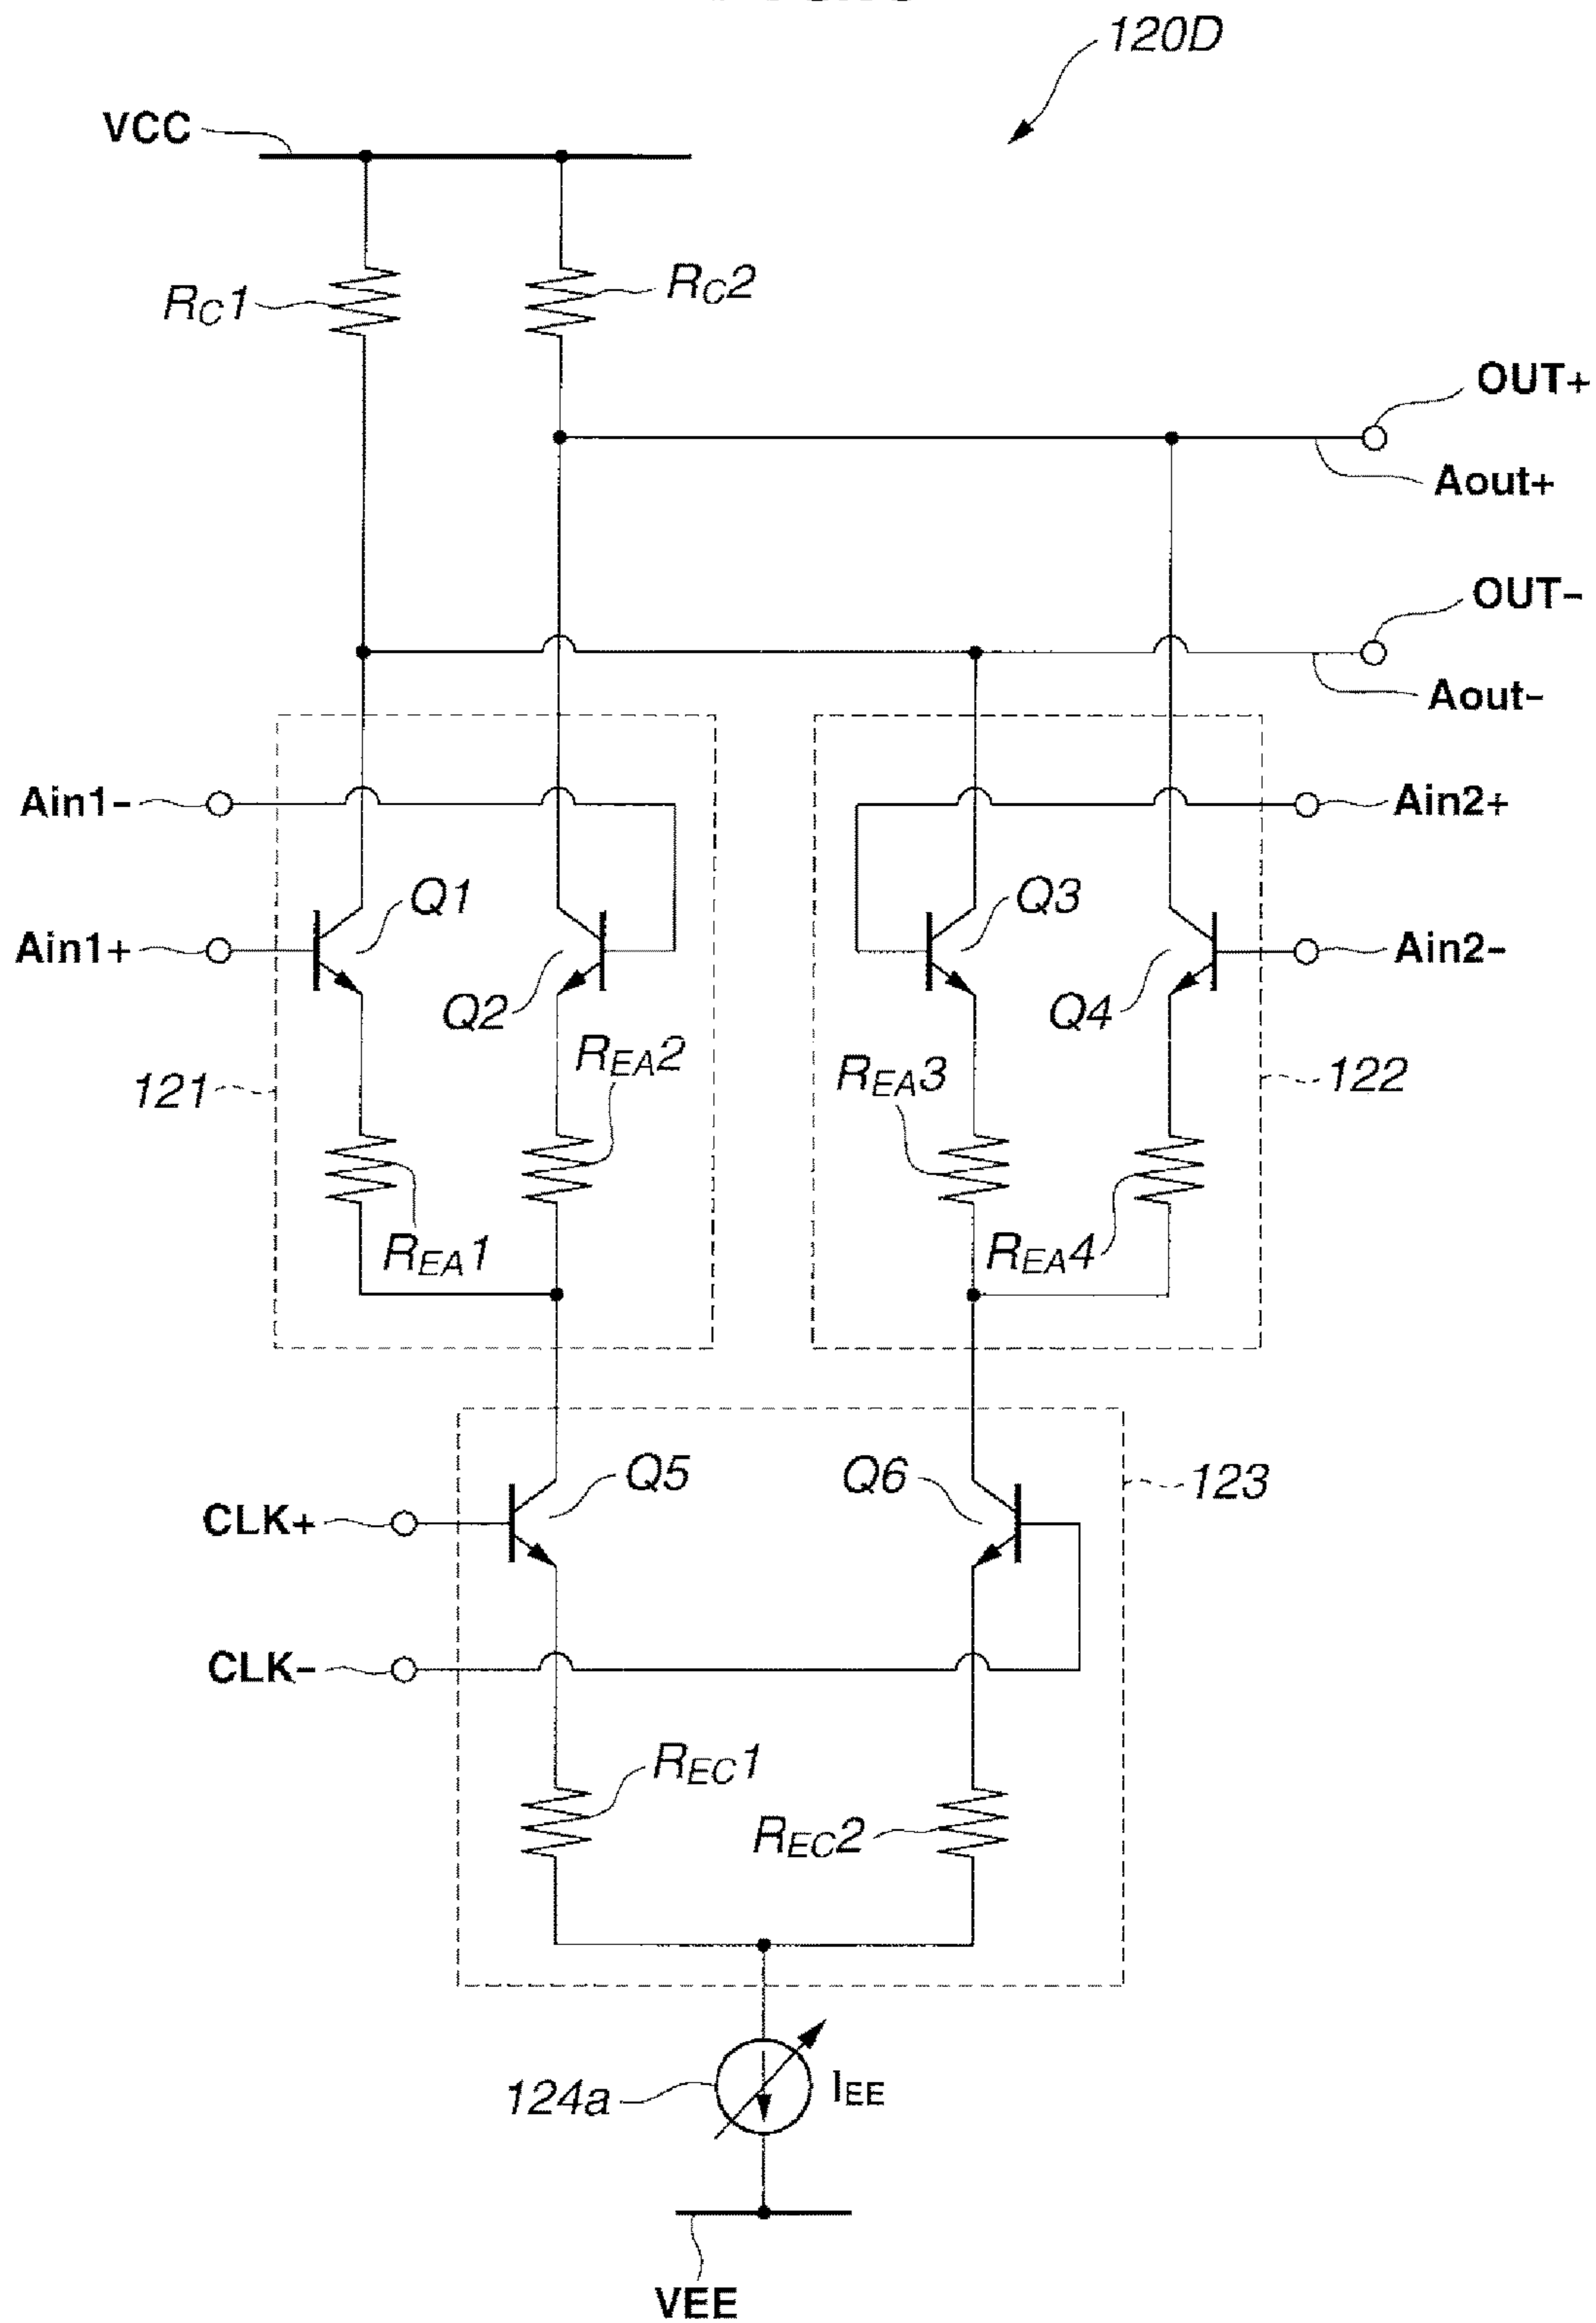 120D
VCC
RC1
RC2
OUT+
Aout+
OUT-
Aout-
Ain1-
Ain2+
Q1
Q3
Ain1+
Ain2-
Q2
Q4
REA2
REA3
121
122
REA1
REA4
Q5
Q6
123
CLK+
CLK-
REC1
REC2
124a
IEE
VEE